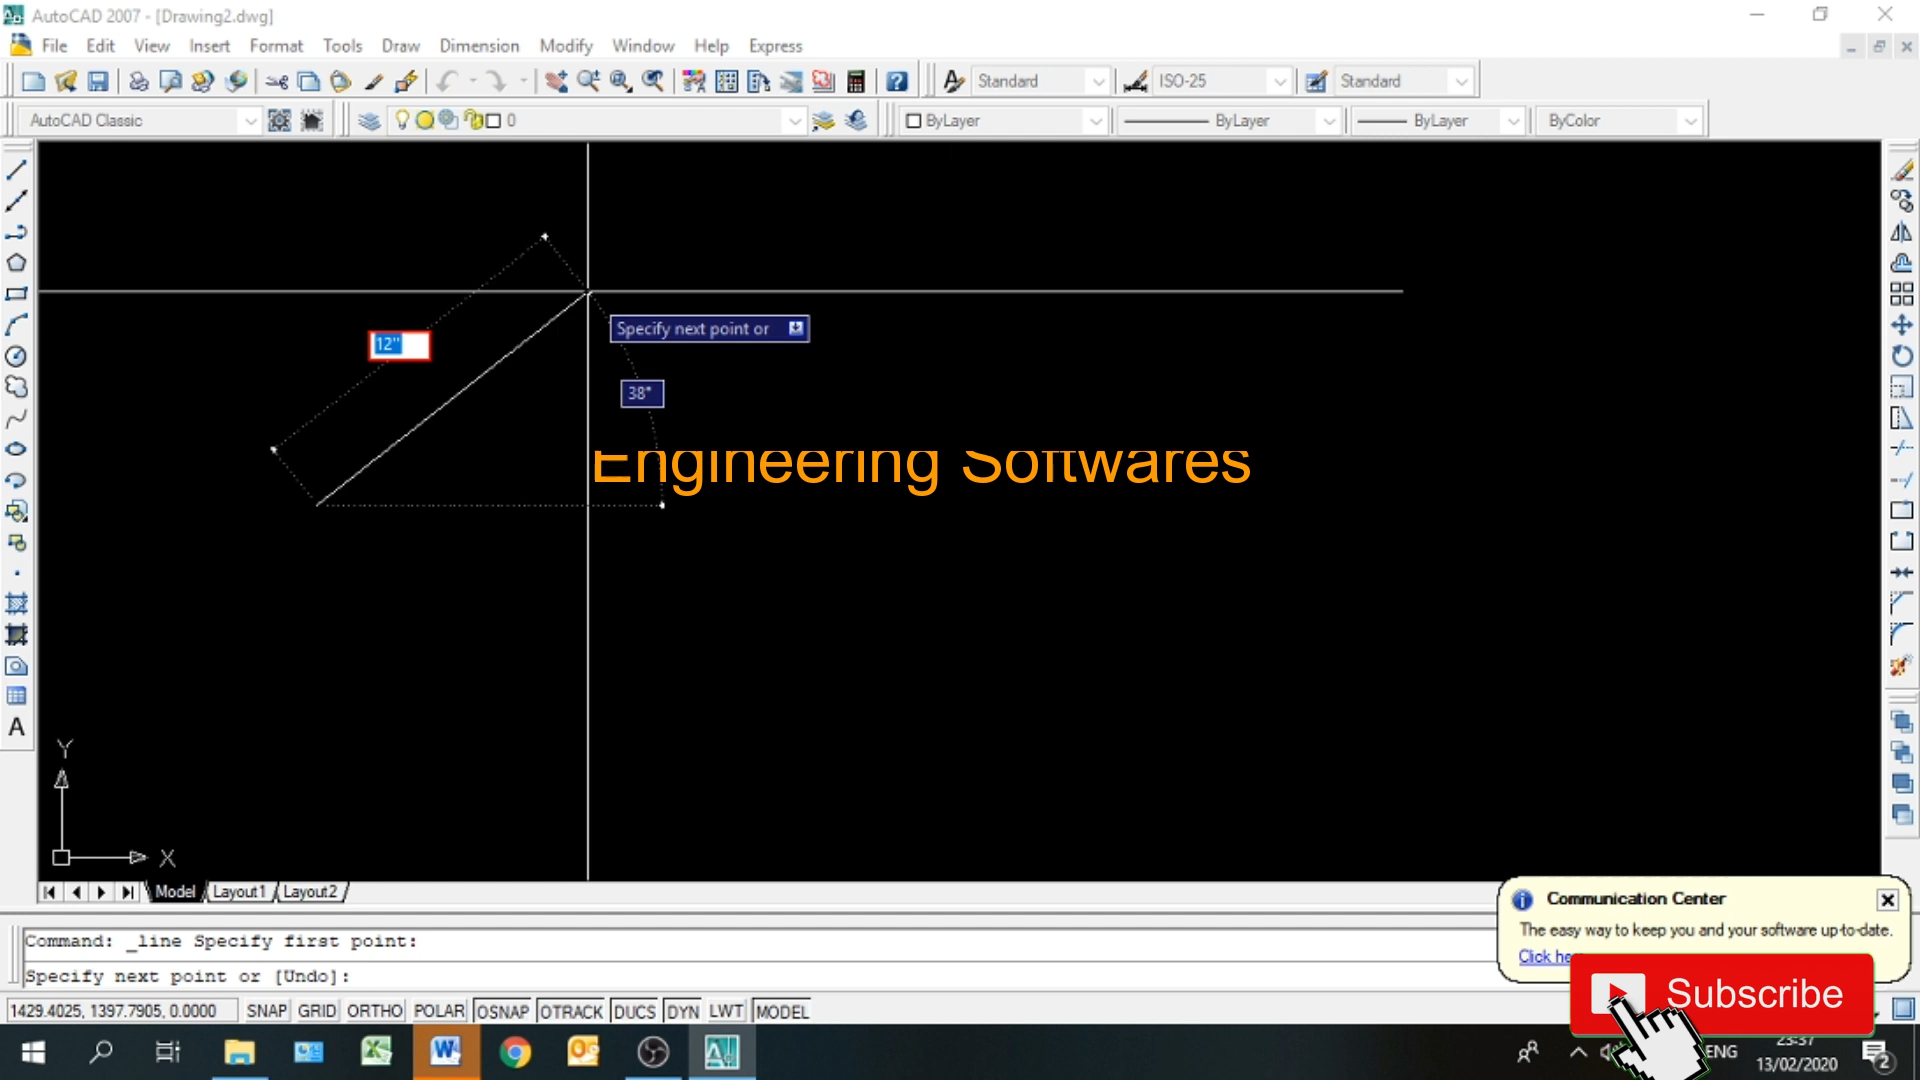 AutoCAD 2007 - [Drawing2.dwg]
File Edit View Insert Format Tools Draw Dimension Modify Window Help Express
Standard ISO-25 Standard
AutoCAD Classic 0 ByLayer ByLayer ByLayer ByColor
Specify next point or
12"
38°
Engineering Softwares
Y
X
Model Layout1 Layout2
Communication Center
The easy way to keep you and your software up-to-date.
Click
Command: _line Specify first point:
Specify next point or [Undo]:
Subscribe
1429.4025, 1397.7905, 0.0000 SNAP GRID ORTHO POLAR OSNAP OTRACK DUCS DYN LWT MODEL
ENG
23:37
13/02/2020
2